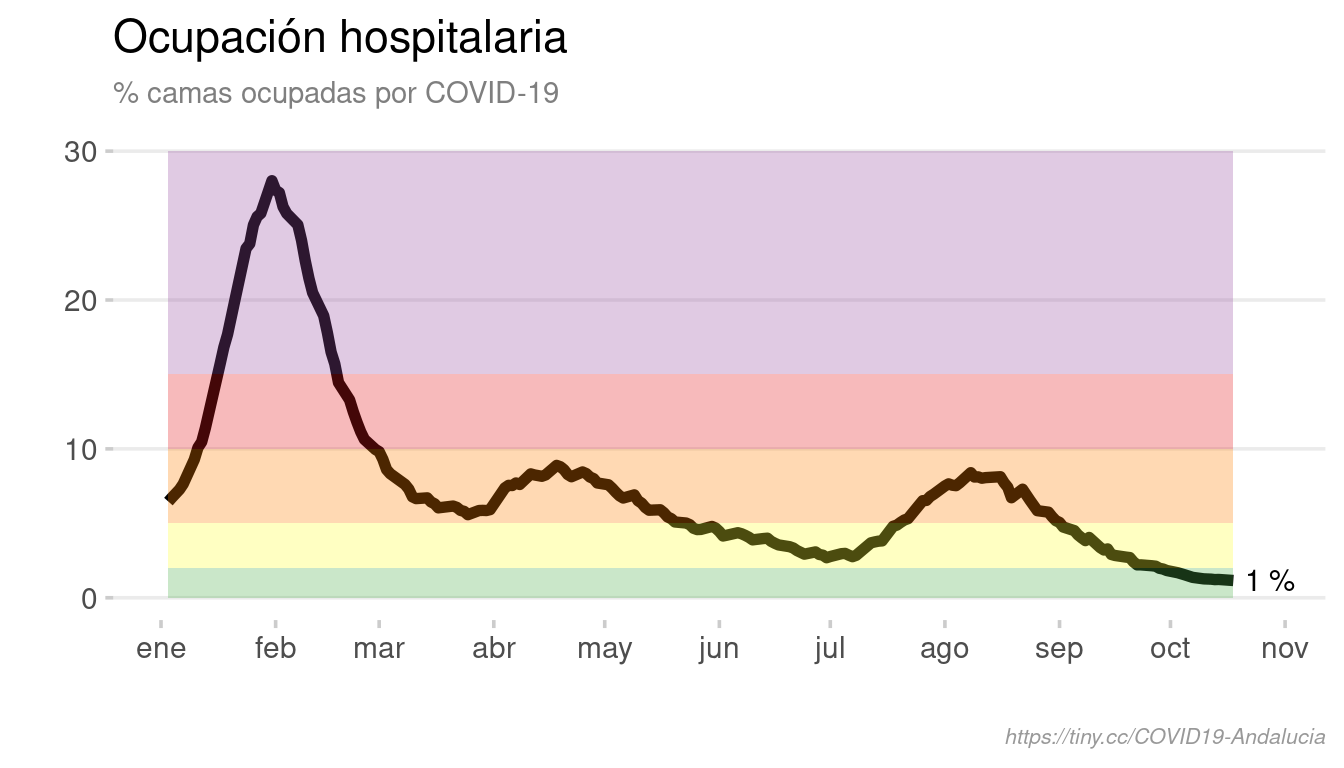 Ocupación hospitalaria
% camas ocupadas por COVID-19
30
20
10
0
1 %
ene feb mar abr may jun jul ago sep oct nov
https://tiny.cc/COVID19-Andalucia